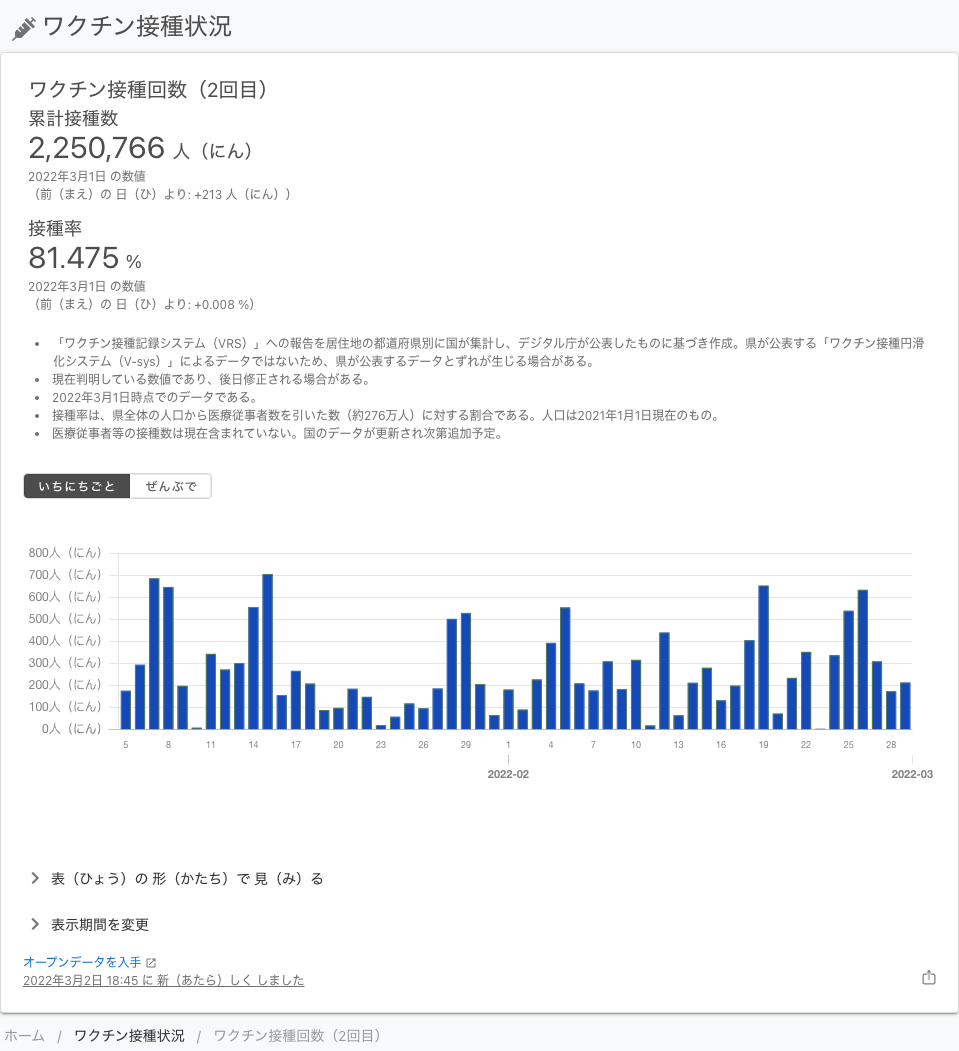 ワクチン接種状況
ワクチン接種回数（2回目）
累計接種数
2,250,766 人（にん）
2022年3月1日 の数値
（前（まえ）の 日（ひ）より: +213 人（にん））
接種率
81.475 %
2022年3月1日 の数値
（前（まえ）の 日（ひ）より: +0.008 %）
• 「ワクチン接種記録システム（VRS）」への報告を居住地の都道府県別に国が集計し、デジタル庁が公表したものに基づき作成。県が公表する「ワクチン接種円滑
化システム（V-sys）」によるデータではないため、県が公表するデータとずれが生じる場合がある。
• 現在判明している数値であり、後日修正される場合がある。
• 2022年3月1日時点でのデータである。
• 接種率は、県全体の人口から医療従事者数を引いた数（約276万人）に対する割合である。人口は2021年1月1日現在のもの。
• 医療従事者等の接種数は現在含まれていない。国のデータが更新され次第追加予定。
いちにちごと ぜんぶで
800人（にん）
700人（にん）
600人（にん）
500人（にん）
400人（にん）
300人（にん）
200人（にん）
100人（にん）
0人（にん）
5 8 11 14 17 20 23 26 29 1 4 7 10 13 16 19 22 25 28
2022-02 2022-03
表（ひょう）の 形（かたち）で 見（み）る
表示期間を変更
オープンデータを入手
2022年3月2日 18:45 に 新（あたら）しく しました
ホーム / ワクチン接種状況 / ワクチン接種回数（2回目）